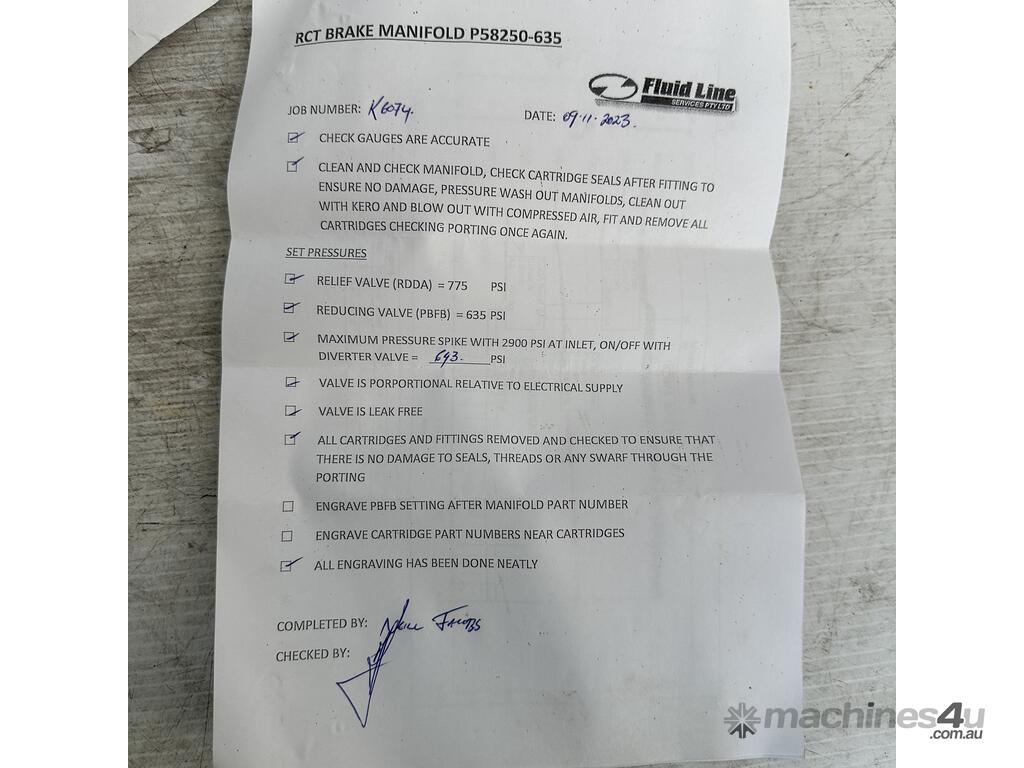 RCT BRAKE MANIFOLD P58250-635
Fluid Line
SERVICES PTY LTD
JOB NUMBER: K6074.
DATE: 09.11.2023.
CHECK GAUGES ARE ACCURATE
CLEAN AND CHECK MANIFOLD, CHECK CARTRIDGE SEALS AFTER FITTING TO
ENSURE NO DAMAGE, PRESSURE WASH OUT MANIFOLDS, CLEAN OUT
WITH KERO AND BLOW OUT WITH COMPRESSED AIR, FIT AND REMOVE ALL
CARTRIDGES CHECKING PORTING ONCE AGAIN.
SET PRESSURES
RELIEF VALVE (RDDA) = 775 PSI
REDUCING VALVE (PBFB) = 635 PSI
MAXIMUM PRESSURE SPIKE WITH 2900 PSI AT INLET, ON/OFF WITH
DIVERTER VALVE = 693. PSI
VALVE IS PORPORTIONAL RELATIVE TO ELECTRICAL SUPPLY
VALVE IS LEAK FREE
ALL CARTRIDGES AND FITTINGS REMOVED AND CHECKED TO ENSURE THAT
THERE IS NO DAMAGE TO SEALS, THREADS OR ANY SWARF THROUGH THE
PORTING
ENGRAVE PBFB SETTING AFTER MANIFOLD PART NUMBER
ENGRAVE CARTRIDGE PART NUMBERS NEAR CARTRIDGES
ALL ENGRAVING HAS BEEN DONE NEATLY
COMPLETED BY: Jacobs
CHECKED BY:
machines4u
.com.au